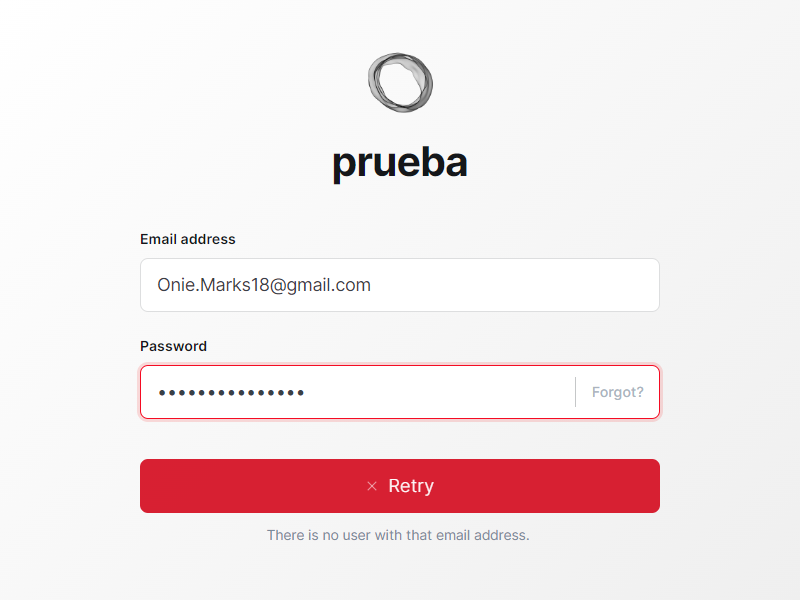 prueba
Email address
Onie.Marks18@gmail.com
Password
•••••••••••••••
Forgot?
× Retry
There is no user with that email address.